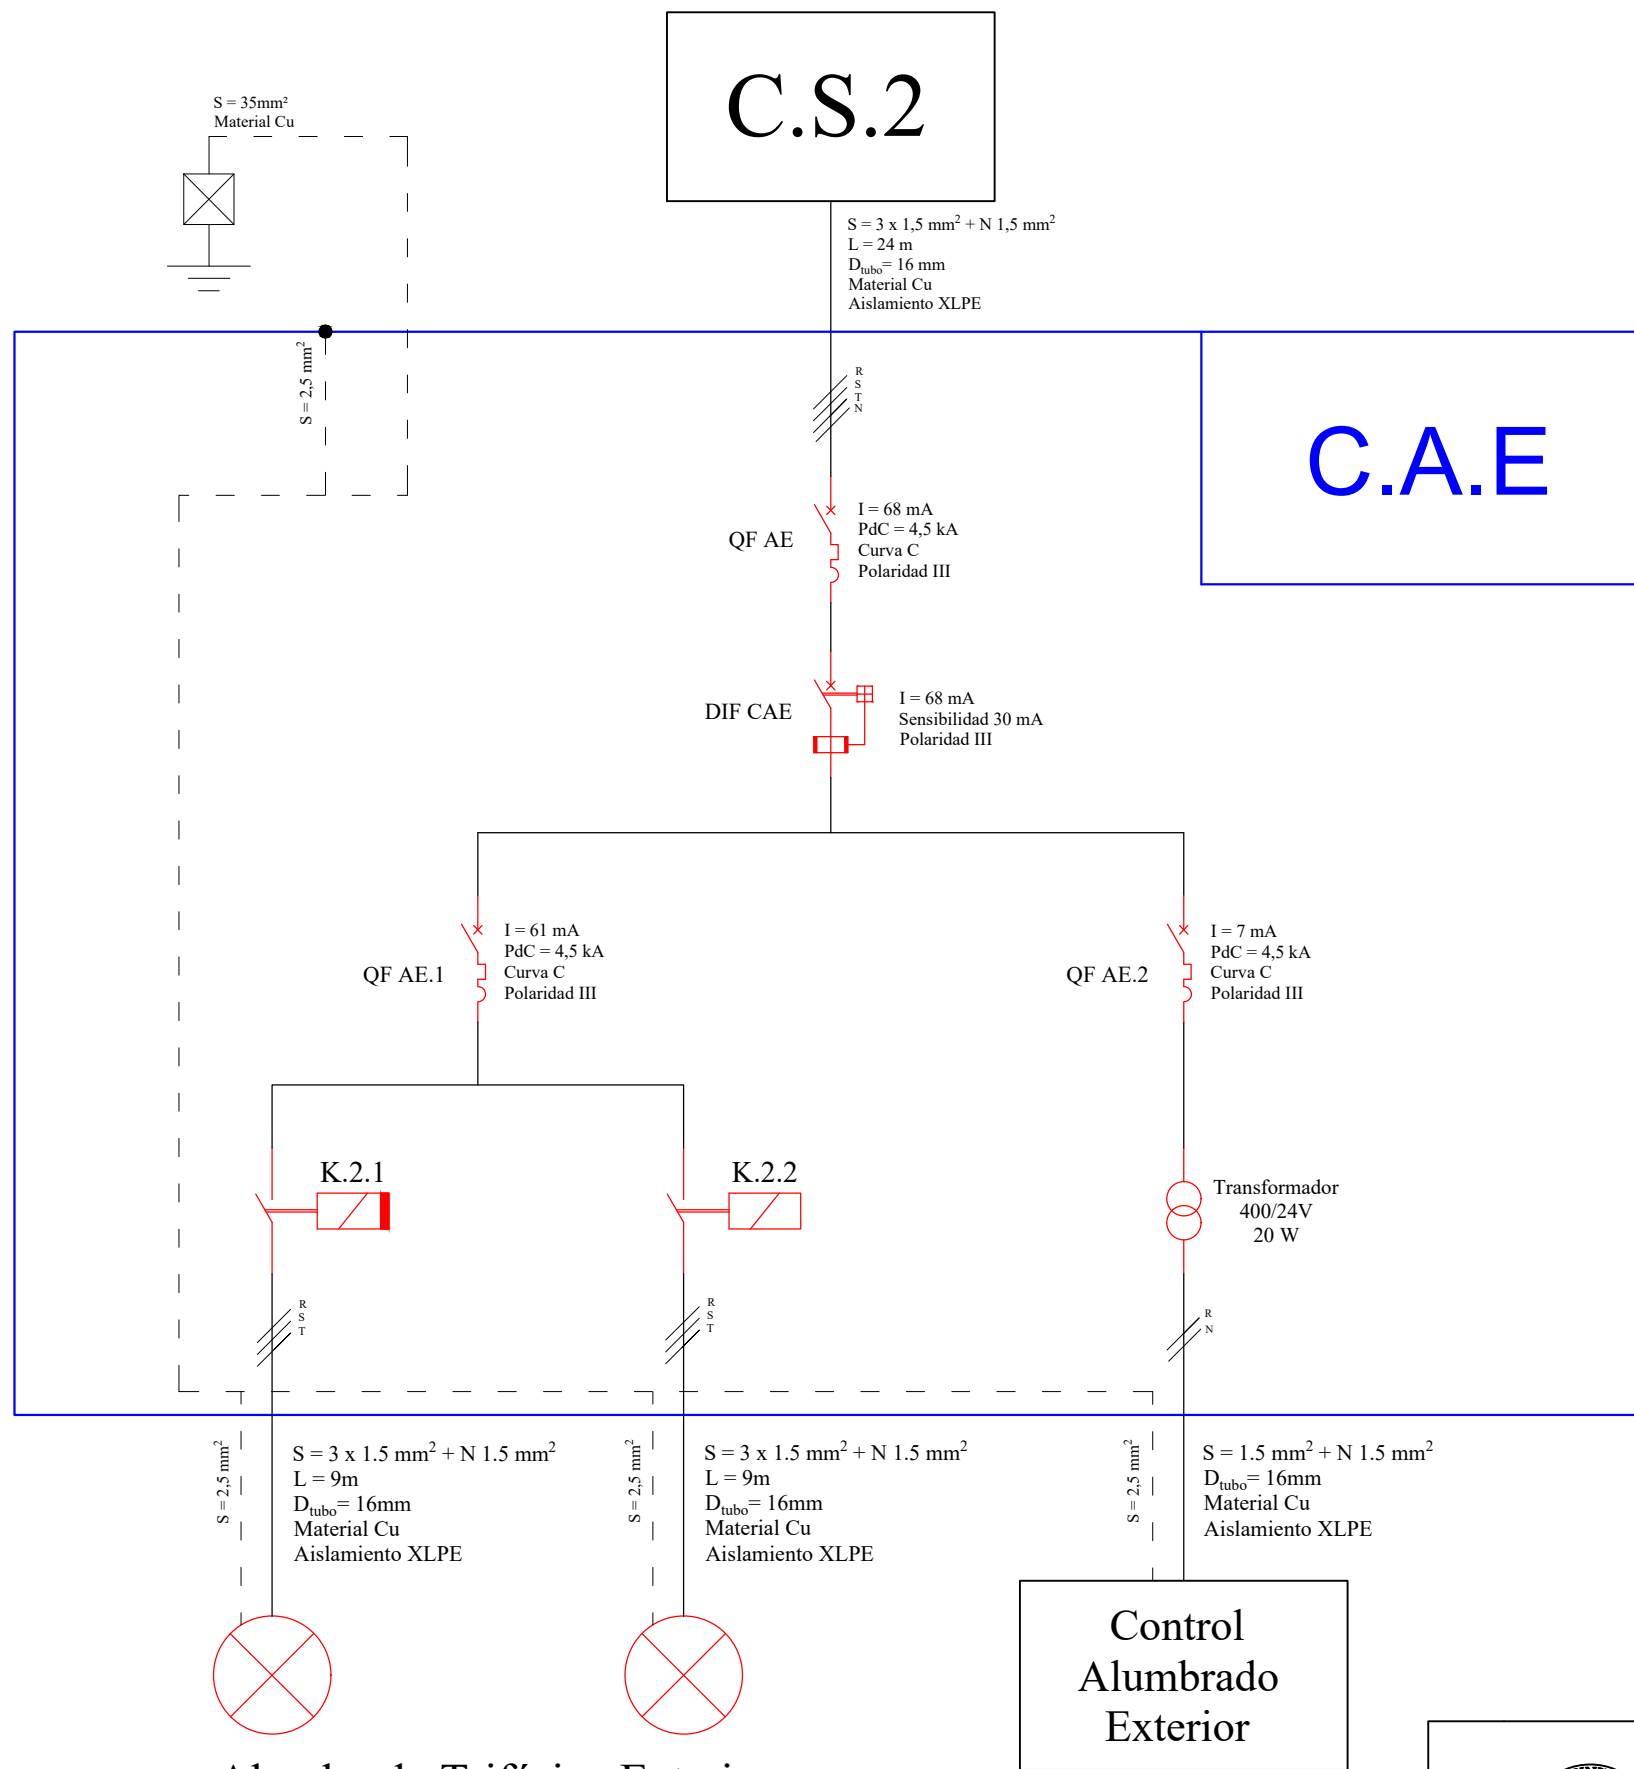 C.S.2
S = 35mm²
Material Cu
S = 3 x 1,5 mm² + N 1,5 mm²
L = 24 m
Dtubo= 16 mm
Material Cu
Aislamiento XLPE
S = 2,5 mm²
R
S
T
N
C.A.E
QF AE
I = 68 mA
PdC = 4,5 kA
Curva C
Polaridad III
DIF CAE
I = 68 mA
Sensibilidad 30 mA
Polaridad III
QF AE.1
I = 61 mA
PdC = 4,5 kA
Curva C
Polaridad III
QF AE.2
I = 7 mA
PdC = 4,5 kA
Curva C
Polaridad III
K.2.1
K.2.2
Transformador
400/24V
20 W
R
S
T
R
S
T
R
N
S = 2,5 mm²
S = 3 x 1.5 mm² + N 1.5 mm²
L = 9m
Dtubo= 16mm
Material Cu
Aislamiento XLPE
S = 2,5 mm²
S = 3 x 1.5 mm² + N 1.5 mm²
L = 9m
Dtubo= 16mm
Material Cu
Aislamiento XLPE
S = 2,5 mm²
S = 1.5 mm² + N 1.5 mm²
Dtubo= 16mm
Material Cu
Aislamiento XLPE
Control
Alumbrado
Exterior